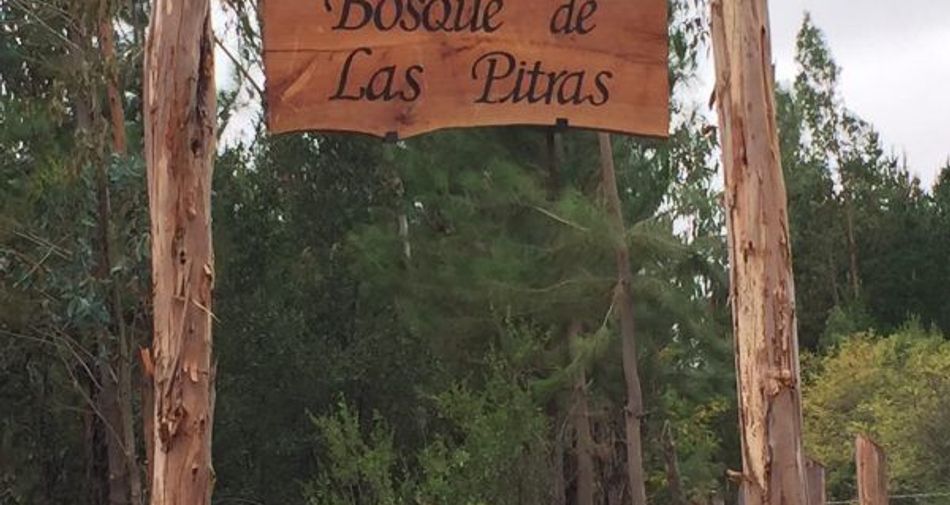 Bosque de
Las Pitras